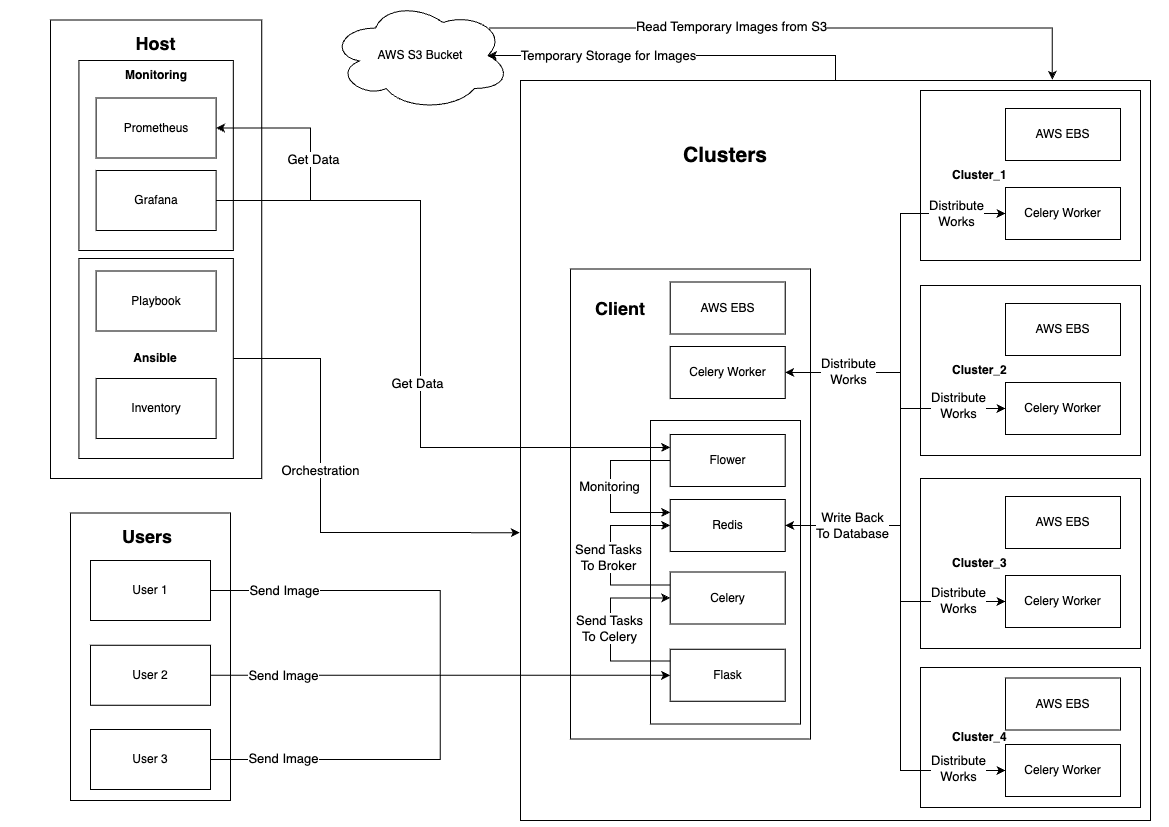 Host
Monitoring
Prometheus
Grafana
Get Data
Playbook
Ansible
Inventory
Orchestration
Get Data
Users
User 1
User 2
User 3
Send Image
Send Image
Send Image
AWS S3 Bucket
Read Temporary Images from S3
Temporary Storage for Images
Clusters
Client
AWS EBS
Celery Worker
Flower
Monitoring
Redis
Send Tasks
To Broker
Celery
Send Tasks
To Celery
Flask
Distribute
Works
Write Back
To Database
AWS EBS
Cluster_1
Distribute
Works
Celery Worker
AWS EBS
Cluster_2
Distribute
Works
Celery Worker
AWS EBS
Cluster_3
Distribute
Works
Celery Worker
AWS EBS
Cluster_4
Distribute
Works
Celery Worker